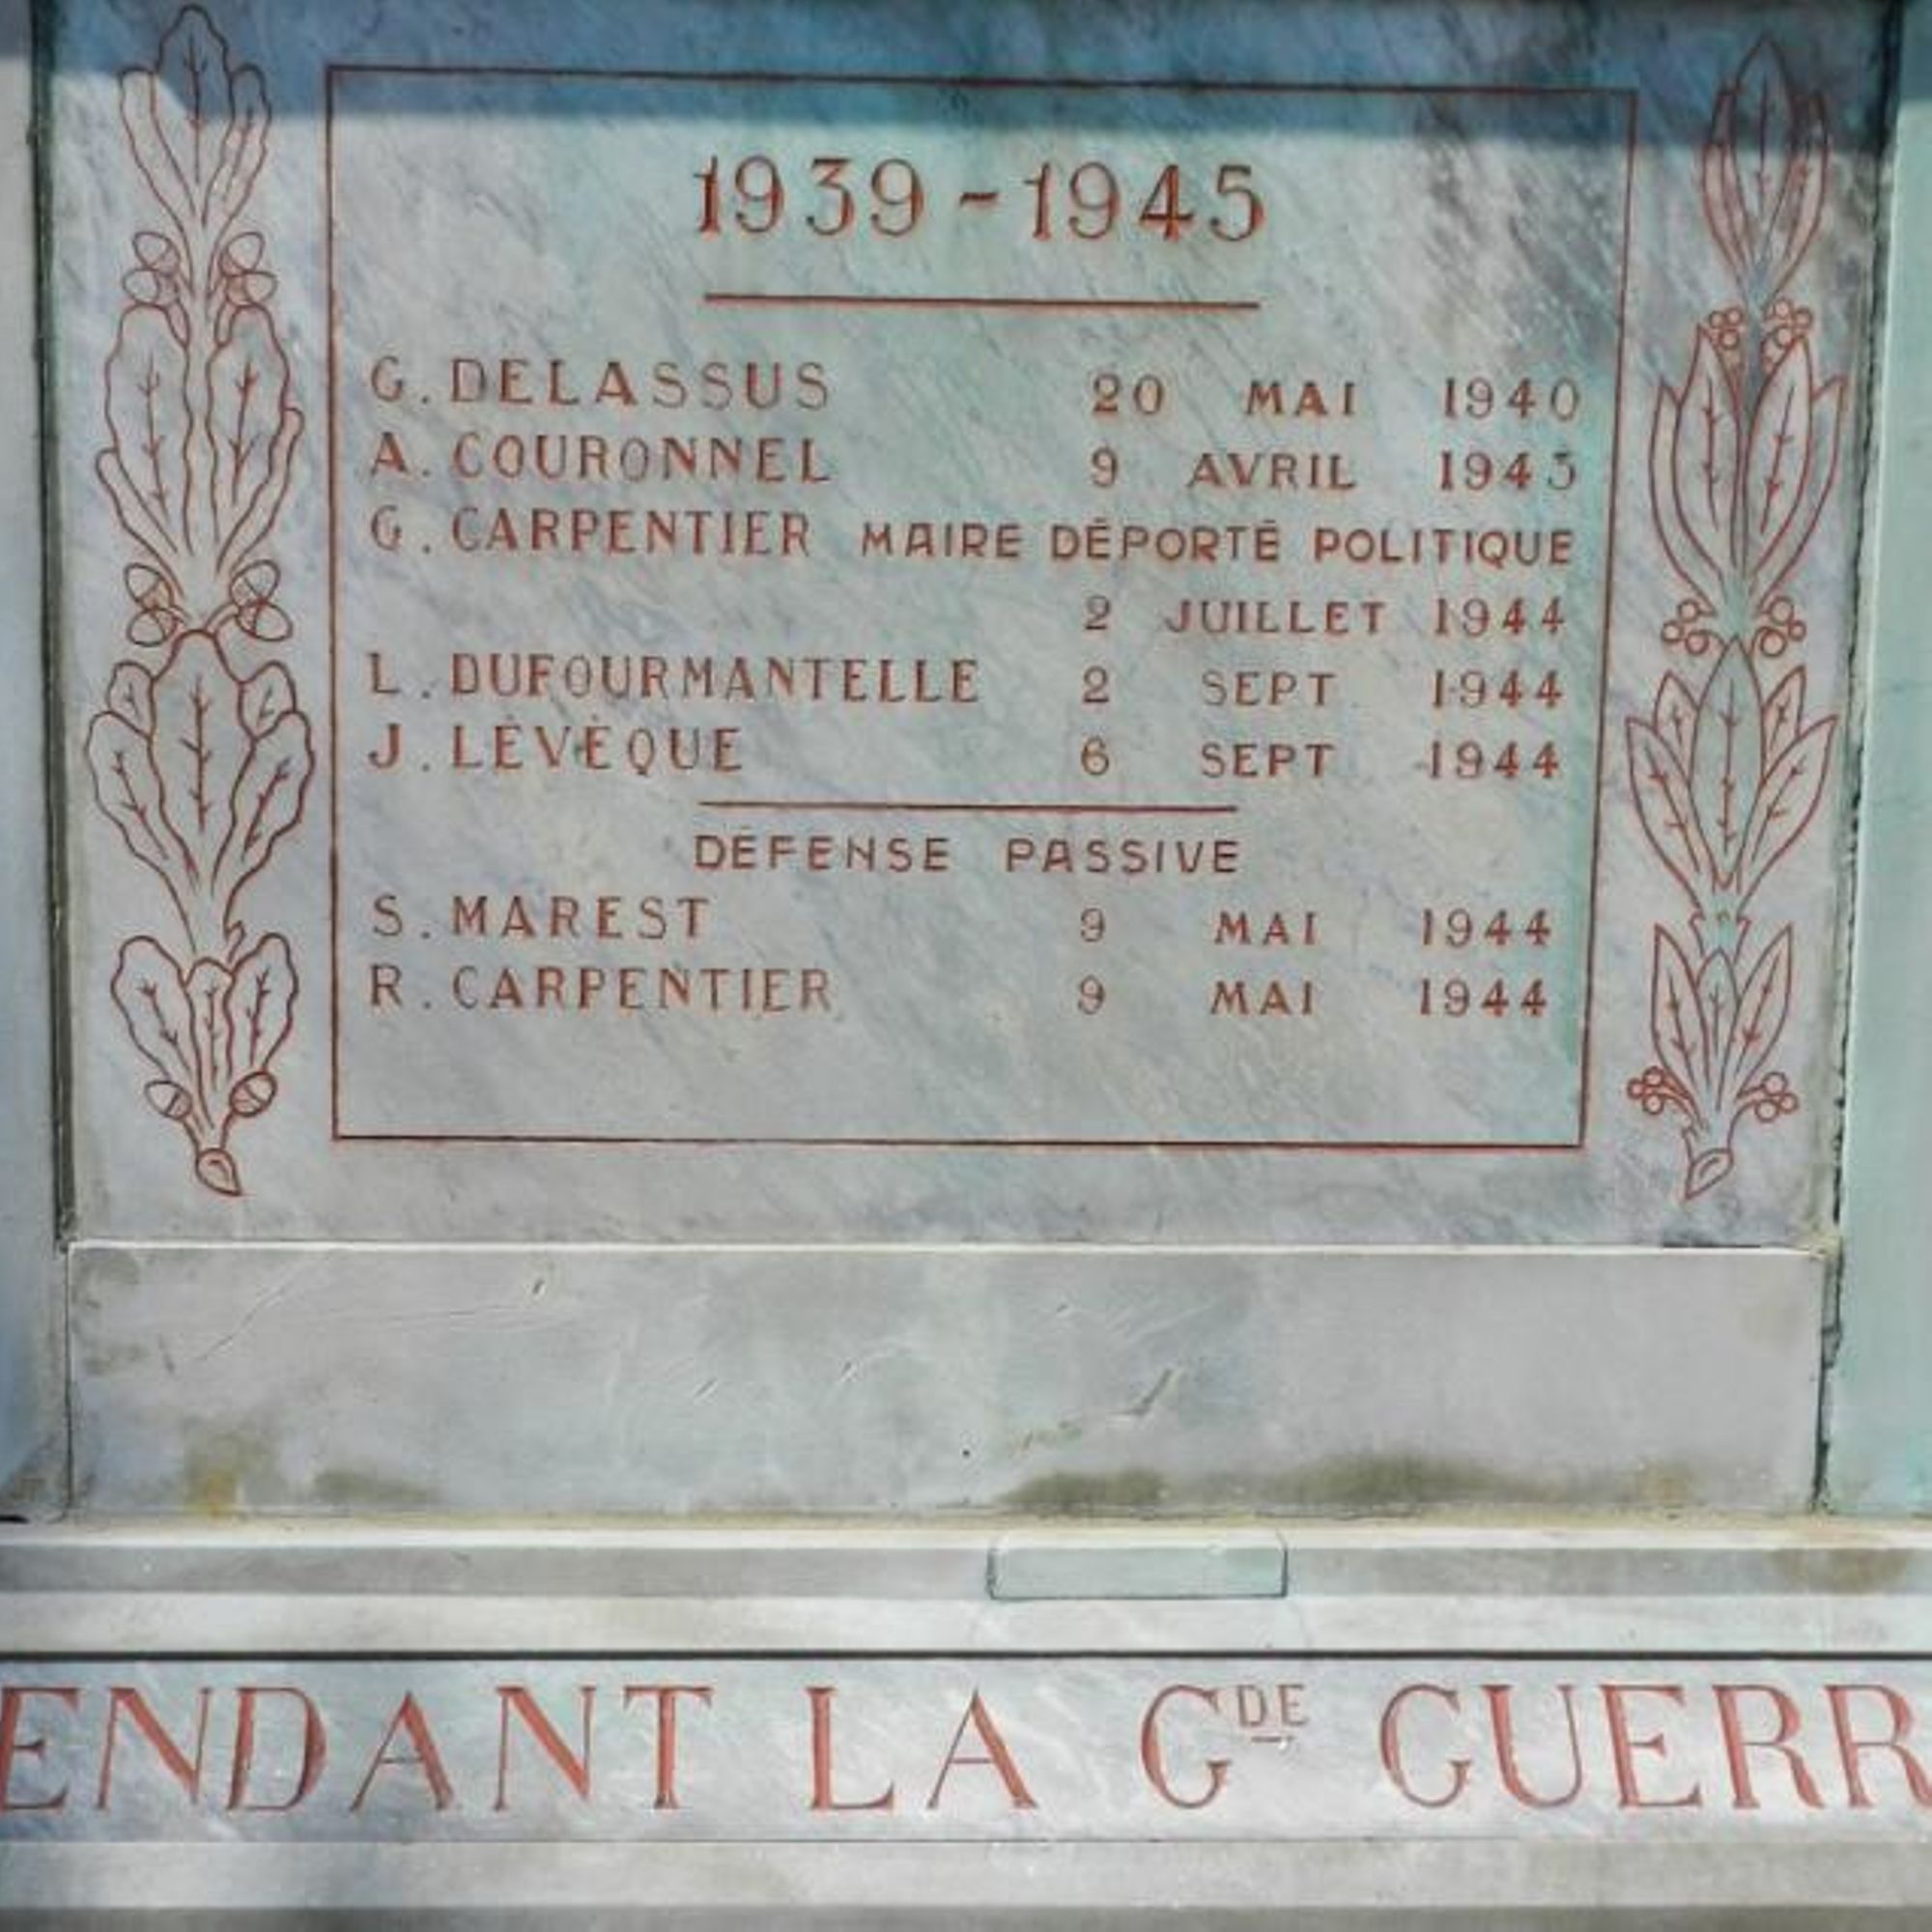 1939-1945
G. DELASSUS 20 MAI 1940
A. COURONNEL 9 AVRIL 1943
G. CARPENTIER MAIRE DÉPORTÉ POLITIQUE
2 JUILLET 1944
L. DUFOURMANTELLE 2 SEPT 1944
J. LÉVÊQUE 6 SEPT 1944
DÉFENSE PASSIVE
S. MAREST 9 MAI 1944
R. CARPENTIER 9 MAI 1944
ENDANT LA GDE GUERR